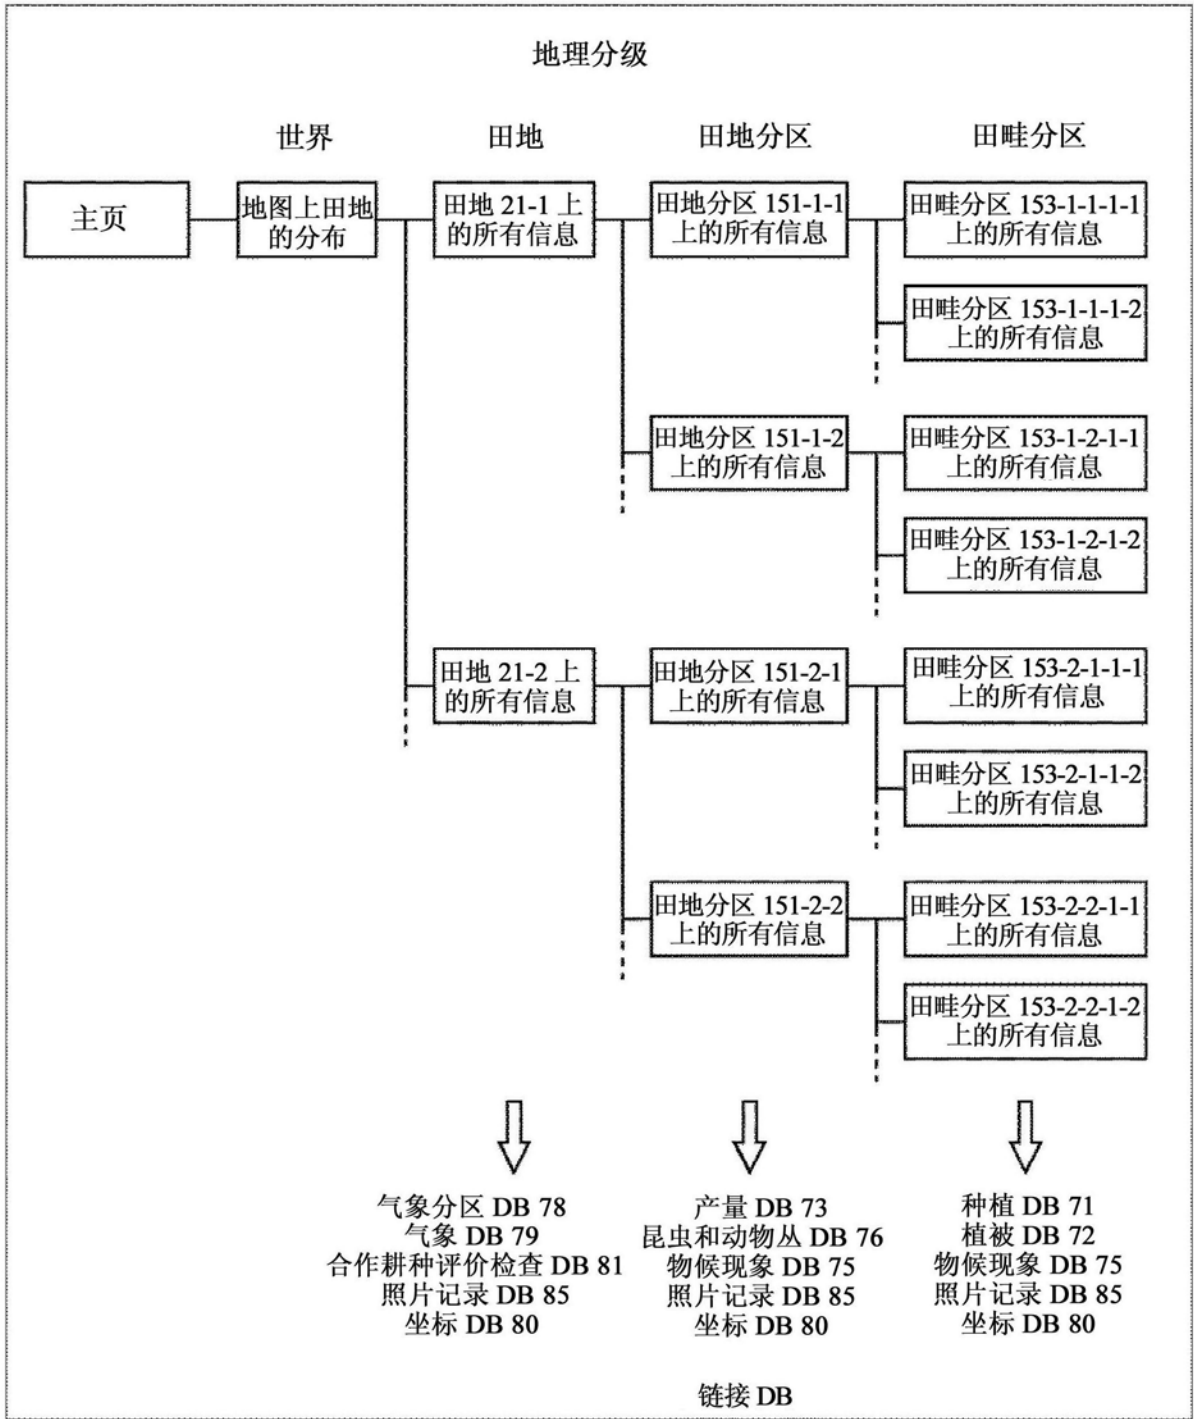 地理分级
世界
田地
田地分区
田畦分区
主页
地图上田地
的分布
田地 21-1 上
的所有信息
田地分区 151-1-1
上的所有信息
田畦分区 153-1-1-1-1
上的所有信息
田畦分区 153-1-1-1-2
上的所有信息
田地分区 151-1-2
上的所有信息
田畦分区 153-1-2-1-1
上的所有信息
田畦分区 153-1-2-1-2
上的所有信息
田地 21-2 上
的所有信息
田地分区 151-2-1
上的所有信息
田畦分区 153-2-1-1-1
上的所有信息
田畦分区 153-2-1-1-2
上的所有信息
田地分区 151-2-2
上的所有信息
田畦分区 153-2-2-1-1
上的所有信息
田畦分区 153-2-2-1-2
上的所有信息
气象分区 DB 78
气象 DB 79
合作耕种评价检查 DB 81
照片记录 DB 85
坐标 DB 80
产量 DB 73
昆虫和动物丛 DB 76
物候现象 DB 75
照片记录 DB 85
坐标 DB 80
种植 DB 71
植被 DB 72
物候现象 DB 75
照片记录 DB 85
坐标 DB 80
链接 DB